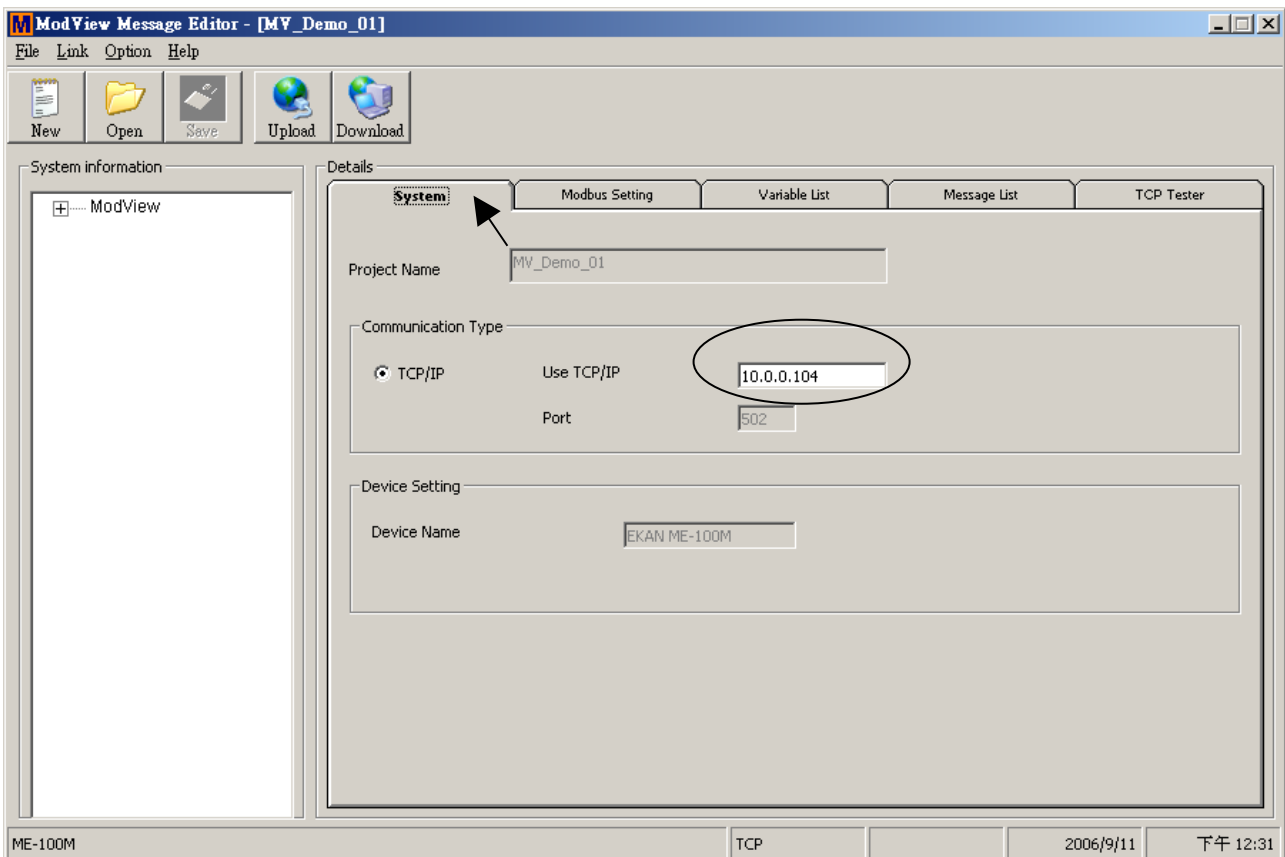 ModView Message Editor - [MV_Demo_01]
File Link Option Help
New Open Save Upload Download
System information
ModView
Details
System Modbus Setting Variable List Message List TCP Tester
Project Name MV_Demo_01
Communication Type
TCP/IP Use TCP/IP 10.0.0.104
Port 502
Device Setting
Device Name EKAN ME-100M
ME-100M TCP 2006/9/11 下午 12:31